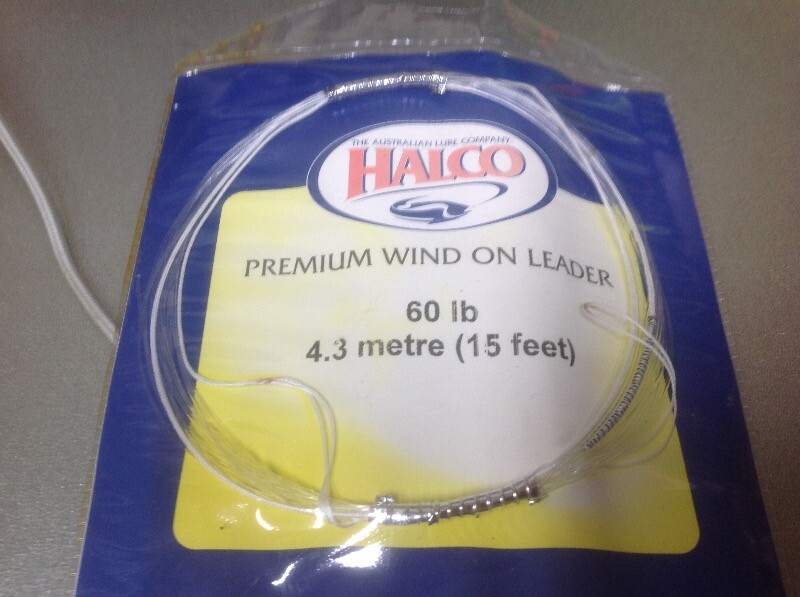 THE AUSTRALIAN LURE COMPANY
HALCO
PREMIUM WIND ON LEADER
60 lb
4.3 metre (15 feet)